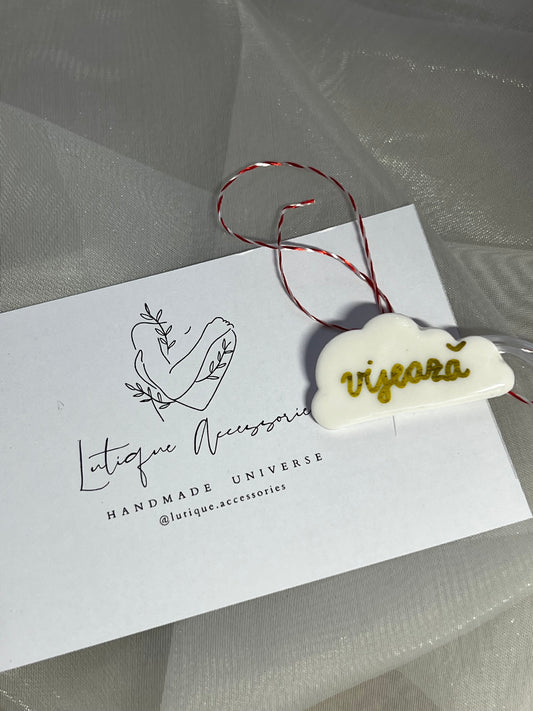 visează
Lutique Accessorie
HANDMADE UNIVERSE
@lutique.accessories